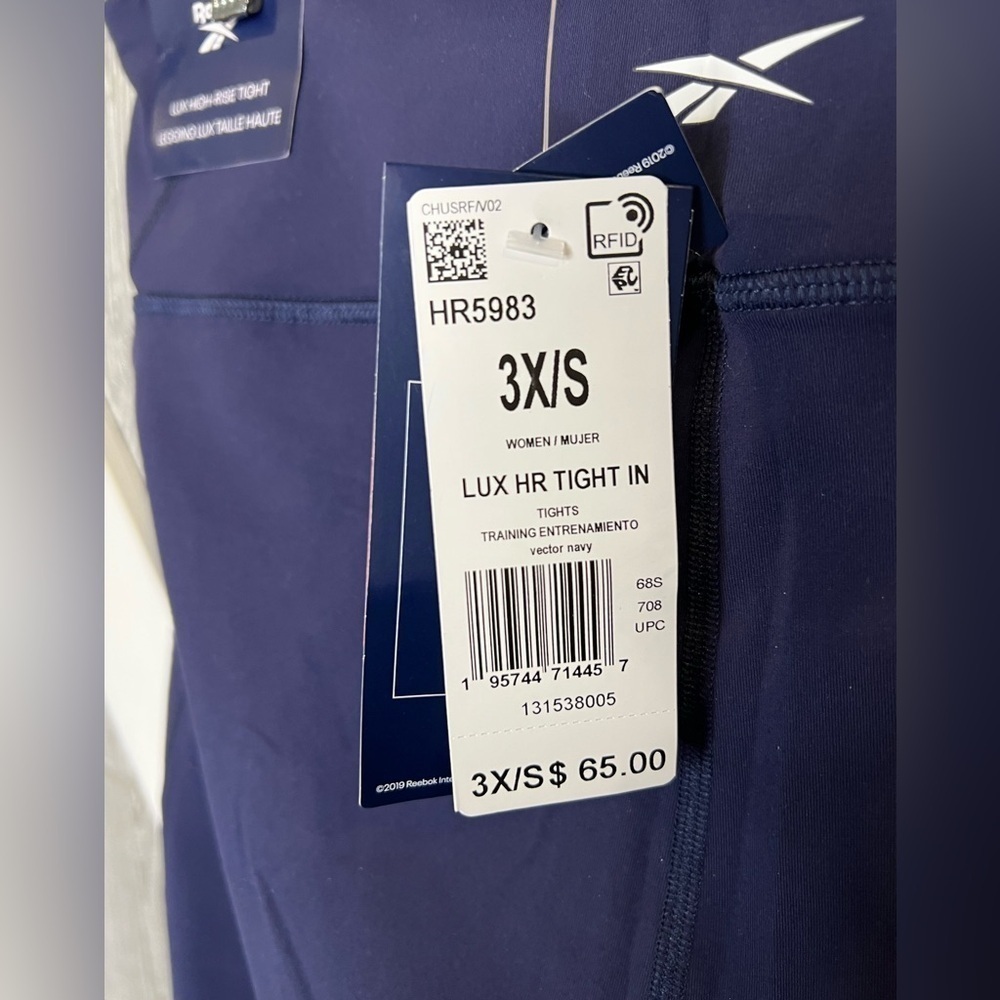 LUX HIGH-RISE TIGHT
LEGGING LUX TAILLE HAUTE
©2019 Reebok
CHUSRF/V02
RFID
HR5983
3X/S
WOMEN / MUJER
LUX HR TIGHT IN
TIGHTS
TRAINING ENTRENAMIENTO
vector navy
68S
708
UPC
1 95744 71445 7
131538005
3X/S $ 65.00
©2019 Reebok